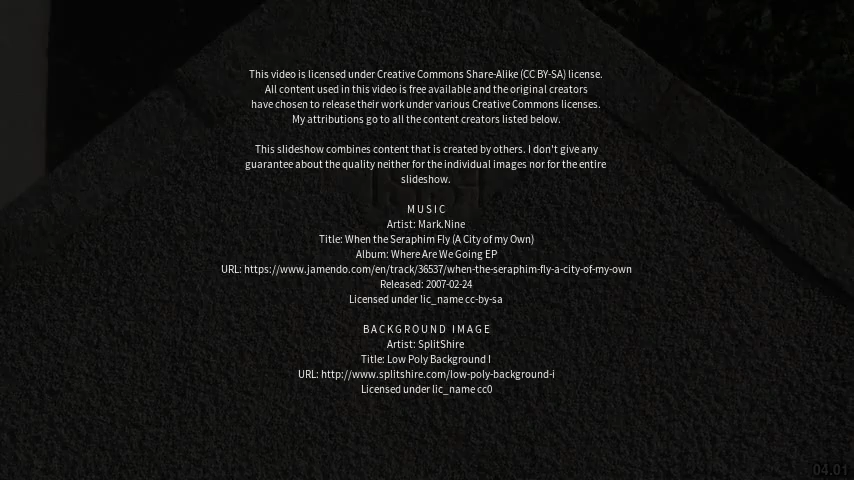 This video is licensed under Creative Commons Share-Alike (CC BY-SA) license.
All content used in this video is free available and the original creators
have chosen to release their work under various Creative Commons licenses.
My attributions go to all the content creators listed below.
This slideshow combines content that is created by others. I don't give any
guarantee about the quality neither for the individual images nor for the entire
slideshow.
MUSIC
Artist: Mark.Nine
Title: When the Seraphim Fly (A City of my Own)
Album: Where Are We Going EP
URL: https://www.jamendo.com/en/track/36537/when-the-seraphim-fly-a-city-of-my-own
Released: 2007-02-24
Licensed under lic_name cc-by-sa
BACKGROUND IMAGE
Artist: SplitShire
Title: Low Poly Background I
URL: http://www.splitshire.com/low-poly-background-i
Licensed under lic_name cc0
04.01